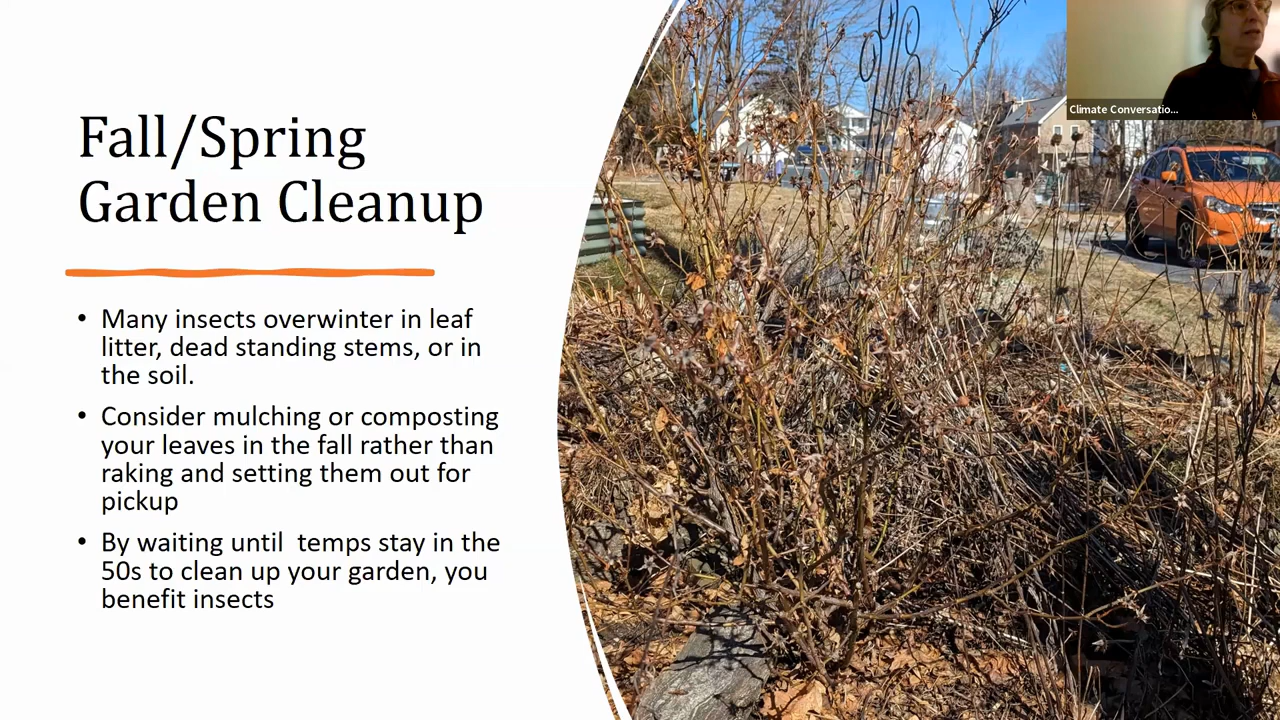 Fall/Spring
Garden Cleanup
• Many insects overwinter in leaf
litter, dead standing stems, or in
the soil.
• Consider mulching or composting
your leaves in the fall rather than
raking and setting them out for
pickup
• By waiting until  temps stay in the
50s to clean up your garden, you
benefit insects
Climate Conversatio...